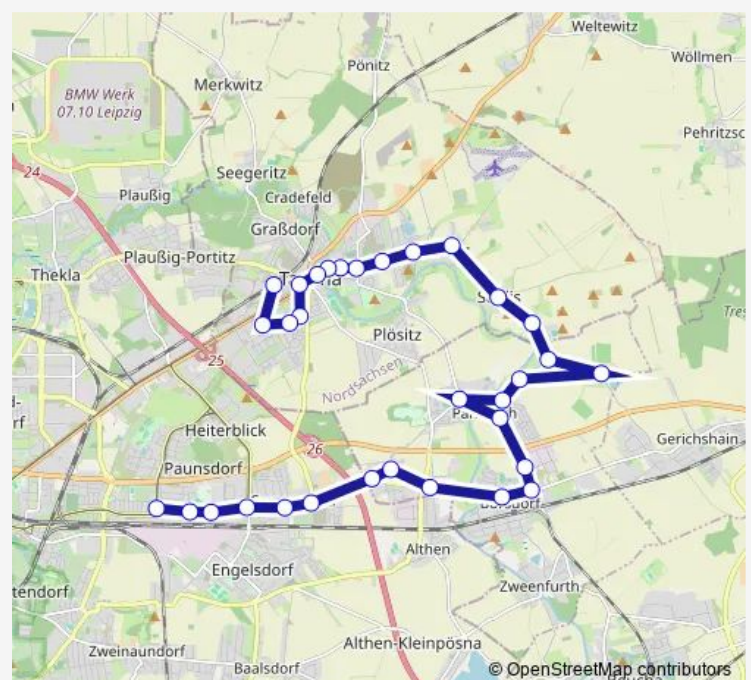 Weltewitz
Wöllmen
Pönitz
Merkwitz
BMW Werk
07.10 Leipzig
Pehritzsc
24
Seegeritz
Plaußig
Cradefeld
Graßdorf
Plaußig-Portitz
Thekla
Plösitz
25
Nordsachsen
Heiterblick
26
Gerichshain
Paunsdorf
Althen
Engelsdorf
tendorf
Zweenfurth
Zweinaundorf
Althen-Kleinpösna
Baalsdorf
© OpenStreetMap contributors